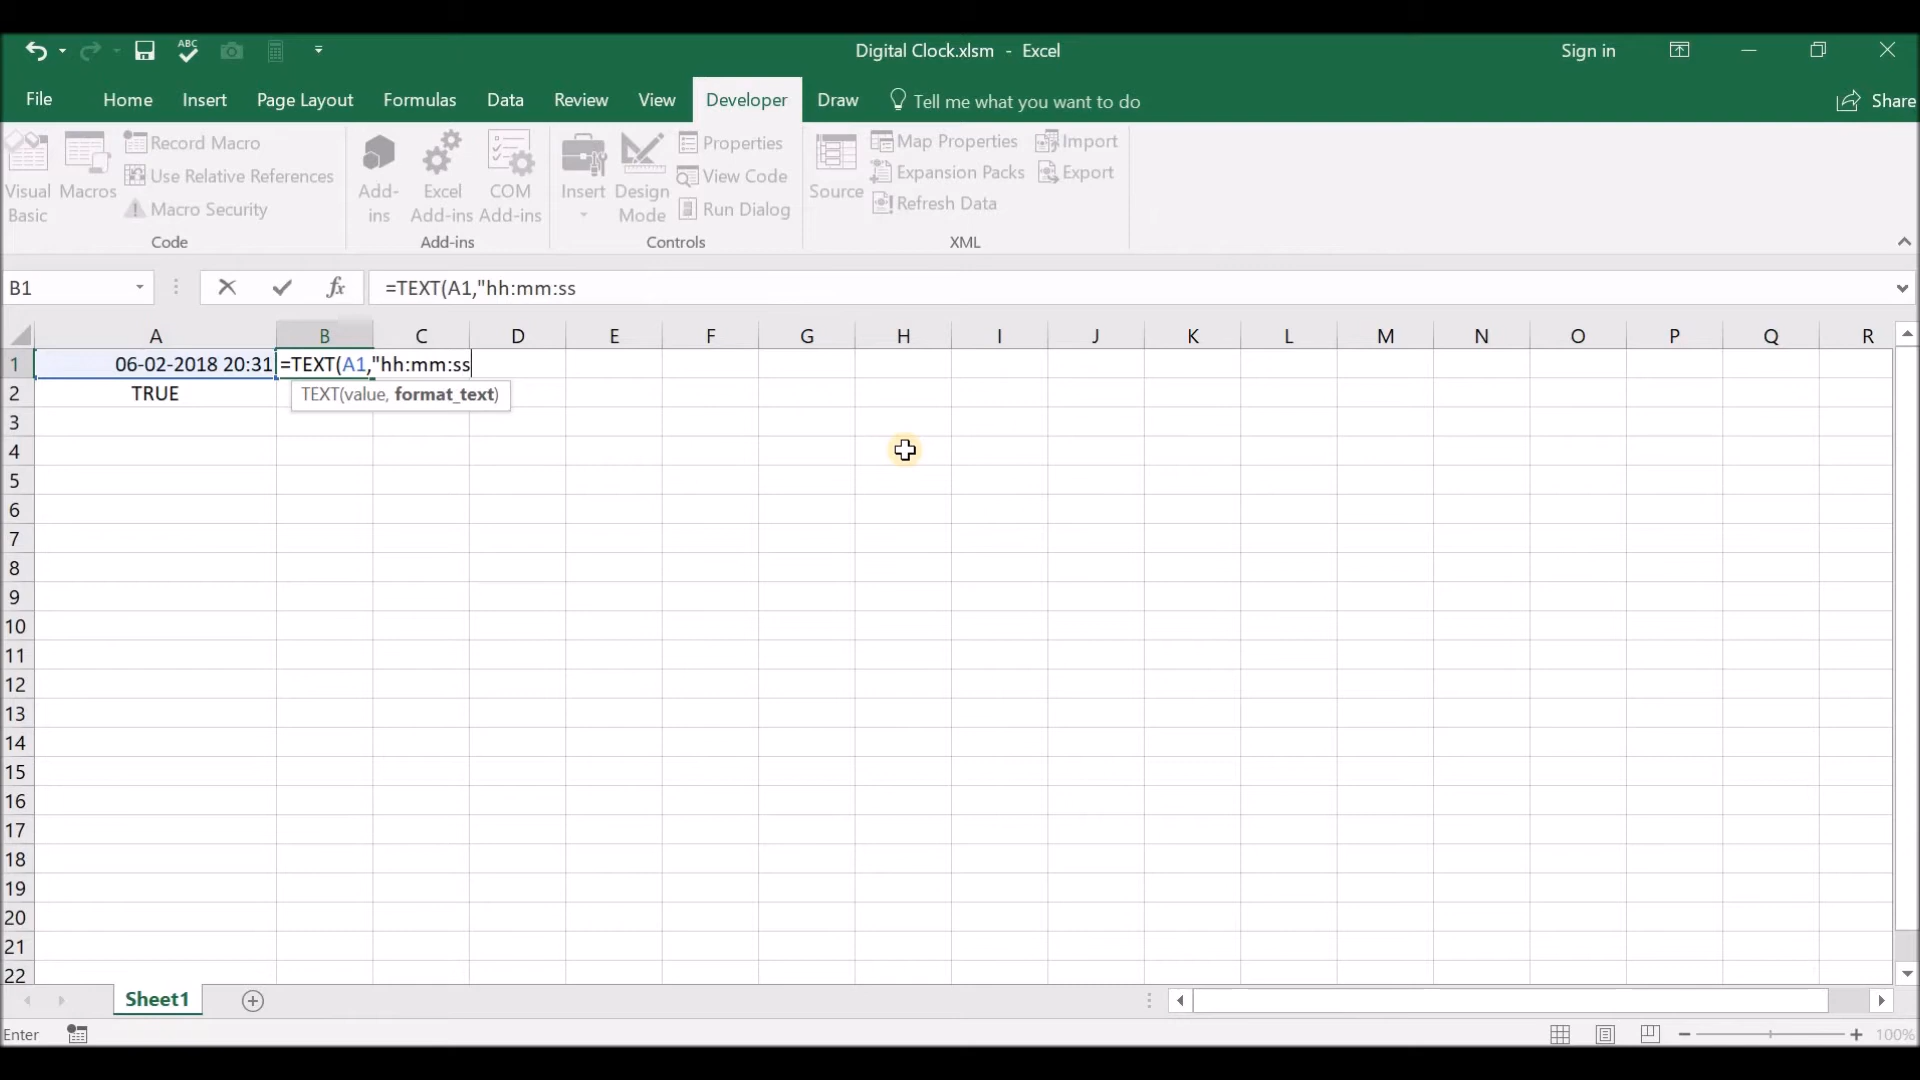 ABC
Digital Clock.xlsm - Excel
Sign in
File Home Insert Page Layout Formulas Data Review View Developer Draw Tell me what you want to do Share
Visual Basic
Macros
Record Macro
Use Relative References
Macro Security
Code
Add-ins
Excel Add-ins
COM Add-ins
Add-ins
Insert
Design Mode
Properties
View Code
Run Dialog
Controls
Source
Map Properties
Expansion Packs
Refresh Data
Import
Export
XML
B1 fx =TEXT(A1,"hh:mm:ss
A B C D E F G H I J K L M N O P Q R
1 06-02-2018 20:31 =TEXT(A1,"hh:mm:ss
2 TRUE TEXT(value, format_text)
3
4
5
6
7
8
9
10
11
12
13
14
15
16
17
18
19
20
21
22
Sheet1
Enter 100%